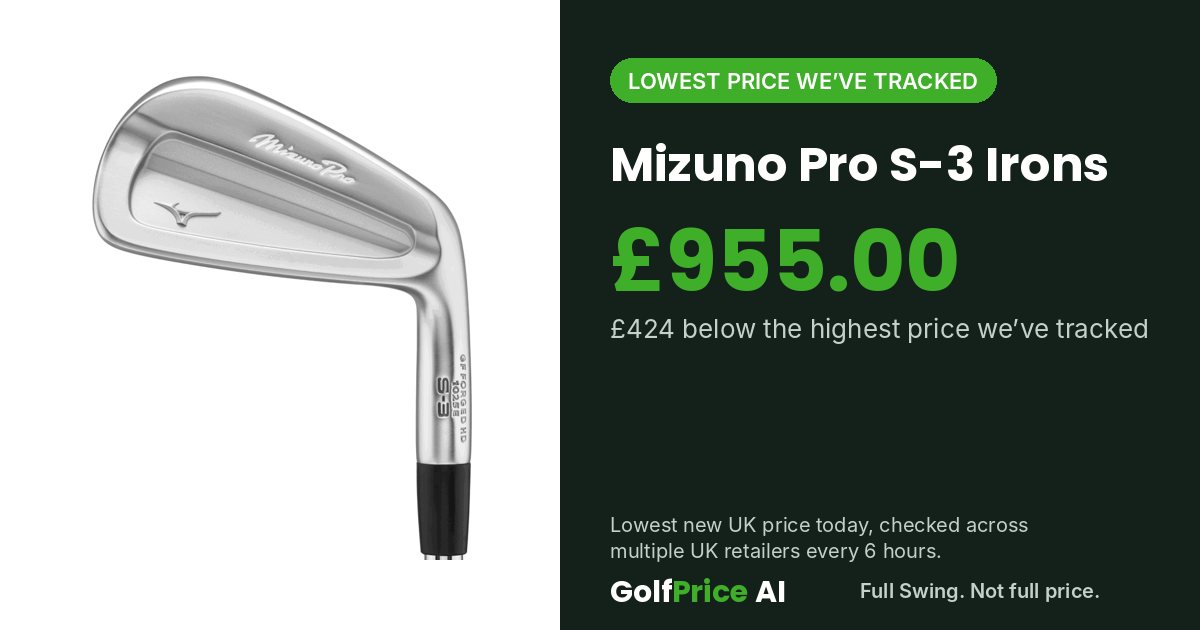 Mizuno Pro
GF FORGED HD
1025E
S-3
LOWEST PRICE WE’VE TRACKED
Mizuno Pro S-3 Irons
£955.00
£424 below the highest price we’ve tracked
Lowest new UK price today, checked across
multiple UK retailers every 6 hours.
GolfPrice AI
Full Swing. Not full price.